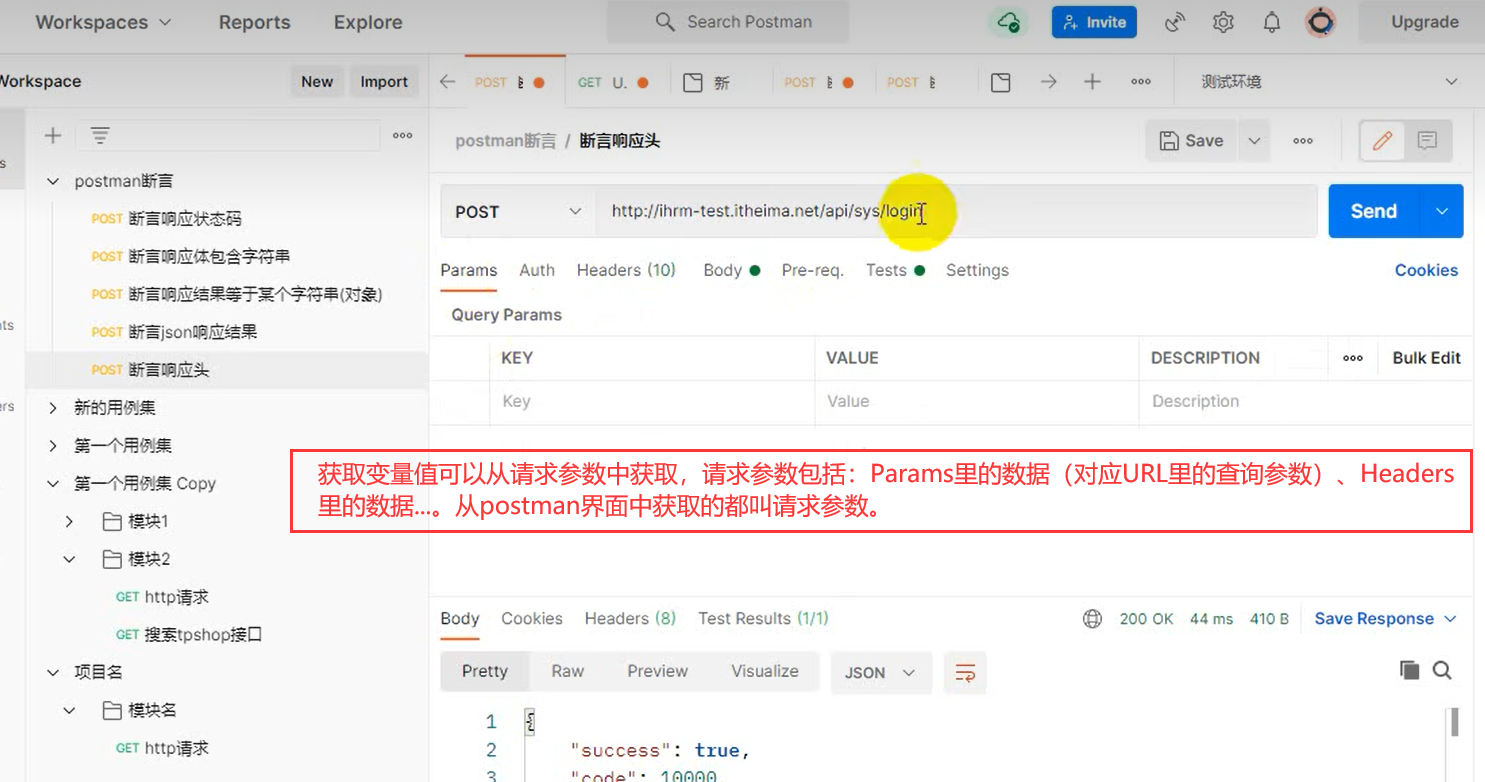 Workspaces Reports Explore Search Postman Invite Upgrade
Workspace New Import POST GET U. 新 POST POST 测试环境
postman断言 / 断言响应头 Save
postman断言
POST 断言响应状态码
POST 断言响应体包含字符串
POST 断言响应结果等于某个字符串(对象)
POST 断言json响应结果
POST 断言响应头
新的用例集
第一个用例集
第一个用例集 Copy
模块1
模块2
GET http请求
GET 搜索tpshop接口
项目名
模块名
GET http请求
POST http://ihrm-test.itheima.net/api/sys/login Send
Params Auth Headers (10) Body Pre-req. Tests Settings Cookies
Query Params
KEY VALUE DESCRIPTION Bulk Edit
Key Value Description
获取变量值可以从请求参数中获取，请求参数包括：Params里的数据（对应URL里的查询参数）、Headers
里的数据...。从postman界面中获取的都叫请求参数。
Body Cookies Headers (8) Test Results (1/1) 200 OK 44 ms 410 B Save Response
Pretty Raw Preview Visualize JSON
1 {
2 "success": true,
3 "code": 10000